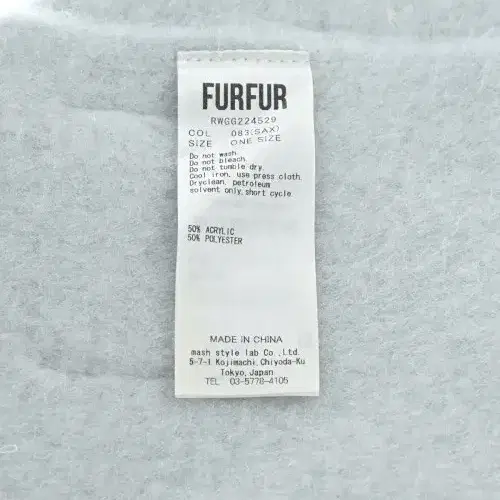 FURFUR
RWGG224529
COL 083(SAX)
SIZE ONE SIZE
Do not wash.
Do not bleach.
Do not tumble dry.
Cool iron, use press cloth.
Dryclean, petroleum
solvent only, short cycle.
50% ACRYLIC
50% POLYESTER
MADE IN CHINA
mash style lab Co.,Ltd.
5-7-1 Kojimachi, Chiyoda-Ku
Tokyo, Japan
TEL 03-5778-4105